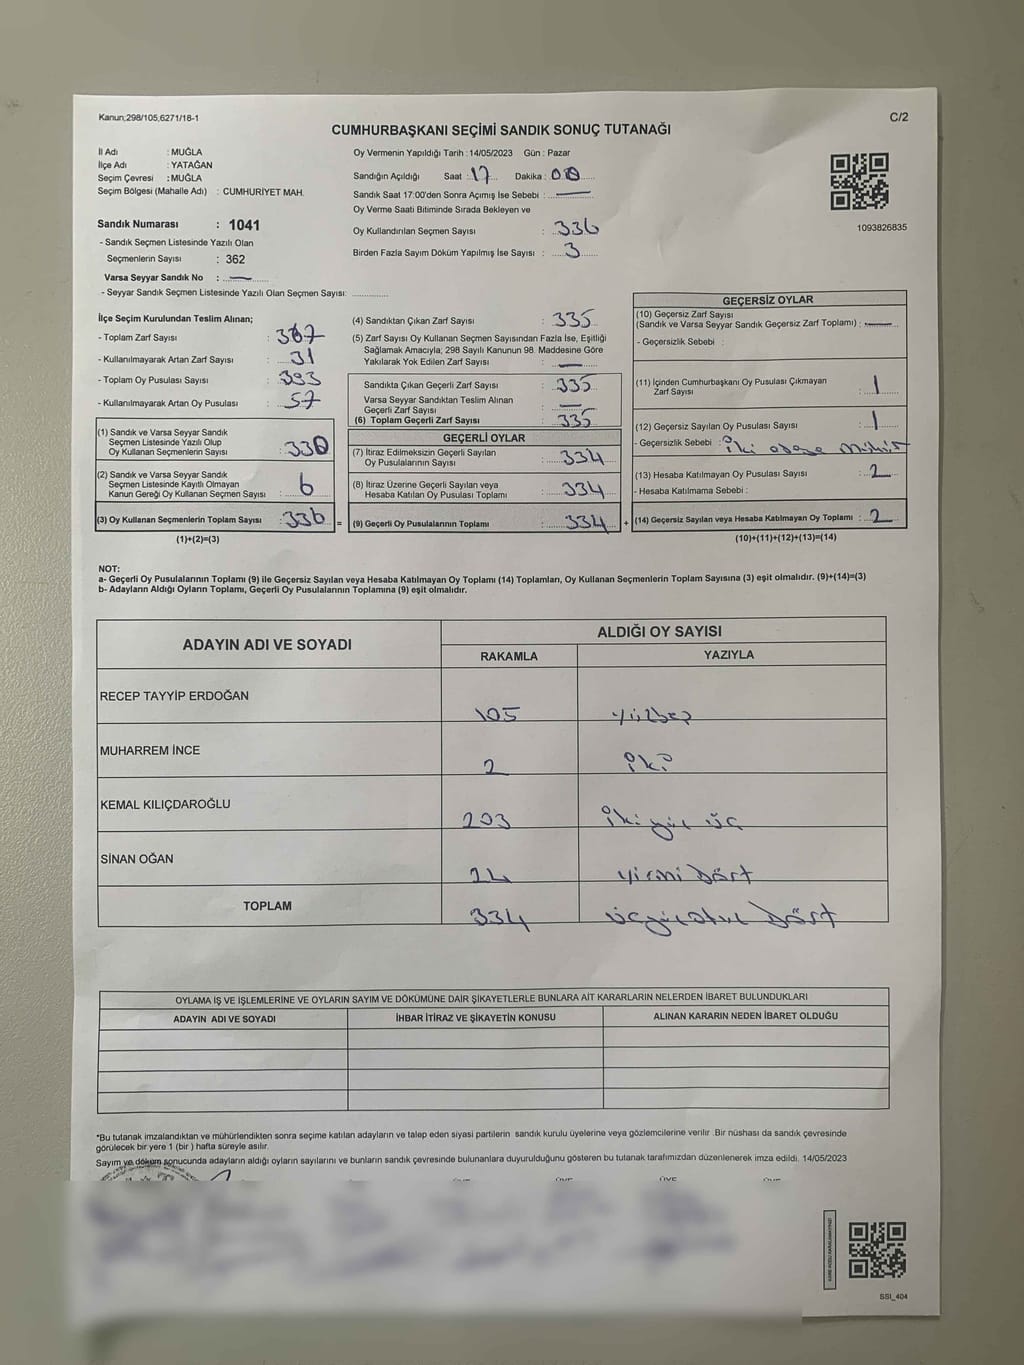 Kanun;298/105,6271/18-1
C/2
CUMHURBAŞKANI SEÇİMİ SANDIK SONUÇ TUTANAĞI
İl Adı : MUĞLA
İlçe Adı : YATAĞAN
Seçim Çevresi : MUĞLA
Seçim Bölgesi (Mahalle Adı) : CUMHURİYET MAH.
Sandık Numarası : 1041
- Sandık Seçmen Listesinde Yazılı Olan
Seçmenlerin Sayısı : 362
Varsa Seyyar Sandık No : —
- Seyyar Sandık Seçmen Listesinde Yazılı Olan Seçmen Sayısı: ..............
Oy Vermenin Yapıldığı Tarih : 14/05/2023 Gün : Pazar
Sandığın Açıldığı Saat : 17 Dakika : 00
Sandık Saat 17:00'den Sonra Açımış İse Sebebi : —
Oy Verme Saati Bitiminde Sırada Bekleyen ve
Oy Kullandırılan Seçmen Sayısı : 336
Birden Fazla Sayım Döküm Yapılmış İse Sayısı : 3
1093826835
İlçe Seçim Kurulundan Teslim Alınan;
- Toplam Zarf Sayısı : 367
- Kullanılmayarak Artan Zarf Sayısı : 31
- Toplam Oy Pusulası Sayısı : 393
- Kullanılmayarak Artan Oy Pusulası : 57
(1) Sandık ve Varsa Seyyar Sandık
Seçmen Listesinde Yazılı Olup
Oy Kullanan Seçmenlerin Sayısı : 330
(2) Sandık ve Varsa Seyyar Sandık
Seçmen Listesinde Kayıtlı Olmayan
Kanun Gereği Oy Kullanan Seçmen Sayısı : 6
(3) Oy Kullanan Seçmenlerin Toplam Sayısı : 336 =
(1)+(2)=(3)
(4) Sandıktan Çıkan Zarf Sayısı : 335
(5) Zarf Sayısı Oy Kullanan Seçmen Sayısından Fazla İse, Eşitliği
Sağlamak Amacıyla; 298 Sayılı Kanunun 98. Maddesine Göre
Yakılarak Yok Edilen Zarf Sayısı : —
Sandıkta Çıkan Geçerli Zarf Sayısı : 335
Varsa Seyyar Sandıktan Teslim Alınan
Geçerli Zarf Sayısı : —
(6) Toplam Geçerli Zarf Sayısı : 335
GEÇERLİ OYLAR
(7) İtiraz Edilmeksizin Geçerli Sayılan
Oy Pusulalarının Sayısı : 334
(8) İtiraz Üzerine Geçerli Sayılan veya
Hesaba Katılan Oy Pusulası Toplamı : 334
(9) Geçerli Oy Pusulalarının Toplamı : 334 +
GEÇERSİZ OYLAR
(10) Geçersiz Zarf Sayısı
(Sandık ve Varsa Seyyar Sandık Geçersiz Zarf Toplamı) : —
- Geçersizlik Sebebi :
(11) İçinden Cumhurbaşkanı Oy Pusulası Çıkmayan
Zarf Sayısı : 1
(12) Geçersiz Sayılan Oy Pusulası Sayısı : 1
- Geçersizlik Sebebi : İki adaya
(13) Hesaba Katılmayan Oy Pusulası Sayısı : 2
- Hesaba Katılmama Sebebi :
(14) Geçersiz Sayılan veya Hesaba Katılmayan Oy Toplamı : 2
(10)+(11)+(12)+(13)=(14)
NOT:
a- Geçerli Oy Pusulalarının Toplamı (9) ile Geçersiz Sayılan veya Hesaba Katılmayan Oy Toplamı (14) Toplamları, Oy Kullanan Seçmenlerin Toplam Sayısına (3) eşit olmalıdır. (9)+(14)=(3)
b- Adayların Aldığı Oyların Toplamı, Geçerli Oy Pusulalarının Toplamına (9) eşit olmalıdır.
ADAYIN ADI VE SOYADI
ALDIĞI OY SAYISI
RAKAMLA YAZIYLA
RECEP TAYYİP ERDOĞAN 105 yüzbeş
MUHARREM İNCE 2 iki
KEMAL KILIÇDAROĞLU 203 ikiyüz üç
SİNAN OĞAN 24 yirmi Dört
TOPLAM 334 üçyüzotuz Dört
OYLAMA İŞ VE İŞLEMLERİNE VE OYLARIN SAYIM VE DÖKÜMÜNE DAİR ŞİKAYETLERLE BUNLARA AİT KARARLARIN NELERDEN İBARET BULUNDUKLARI
ADAYIN ADI VE SOYADI İHBAR İTİRAZ VE ŞİKAYETİN KONUSU ALINAN KARARIN NEDEN İBARET OLDUĞU
*Bu tutanak imzalandıktan ve mühürlendikten sonra seçime katılan adayların ve talep eden siyasi partilerin sandık kurulu üyelerine veya gözlemcilerine verilir .Bir nüshası da sandık çevresinde
görülecek bir yere 1 (bir ) hafta süreyle asılır.
Sayım ve döküm sonucunda adayların aldığı oyların sayılarını ve bunların sandık çevresinde bulunanlara duyurulduğunu gösteren bu tutanak tarafımızdan düzenlenerek imza edildi. 14/05/2023
SSI_404